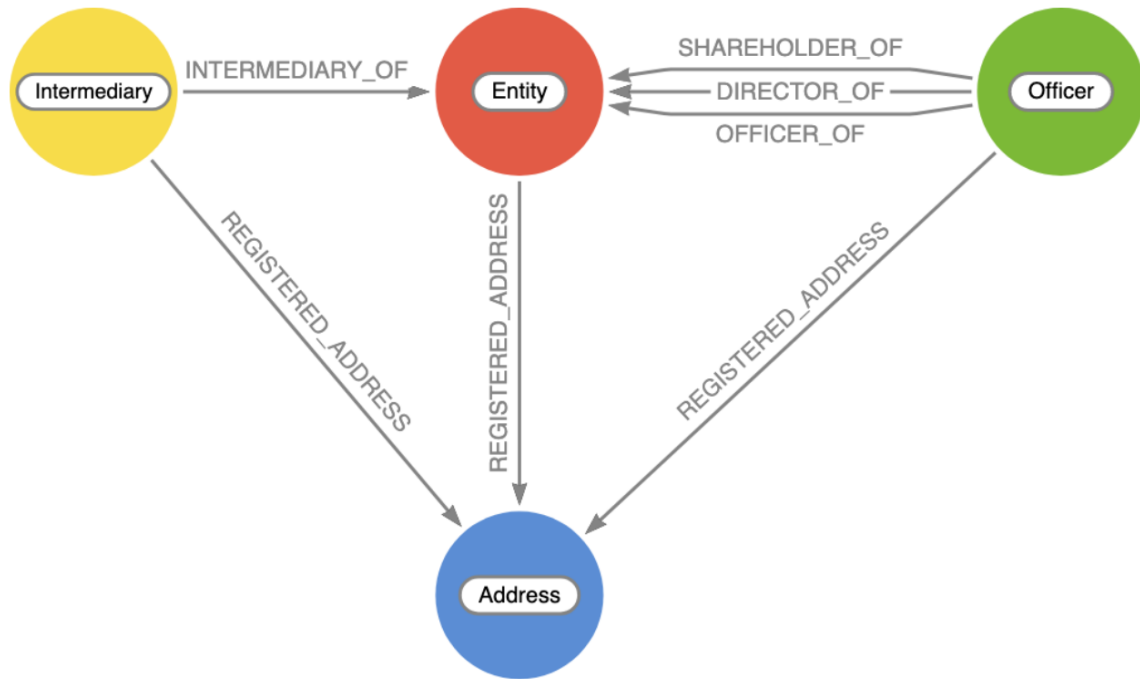 SHAREHOLDER_OF
INTERMEDIARY_OF
Intermediary
Entity
DIRECTOR_OF
Officer
OFFICER_OF
REGISTERED_ADDRESS
REGISTERED_ADDRESS
REGISTERED_ADDRESS
Address